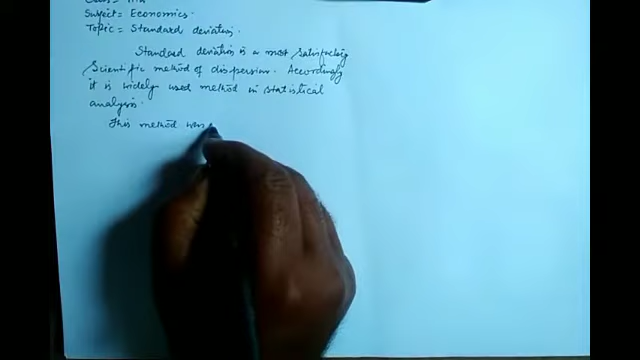 Subject = Economics.
Topic = Standard deviation.
Standard deviation is a most satisfactory
Scientific method of dispersion. Accordingly
it is widely used method in statistical
analysis.
This method was